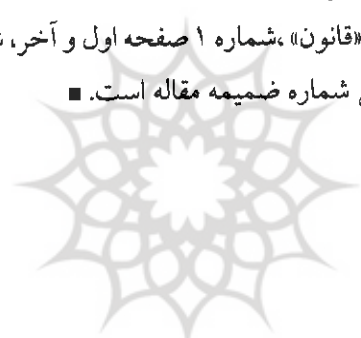 «قانون» ،شماره ۱ صفحه اول و آخر،
شماره ضمیمه مقاله است. ■